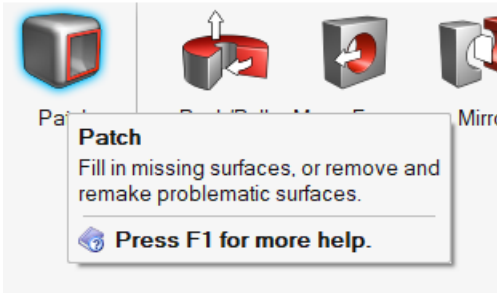 Patch
Fill in missing surfaces, or remove and
remake problematic surfaces.
Press F1 for more help.